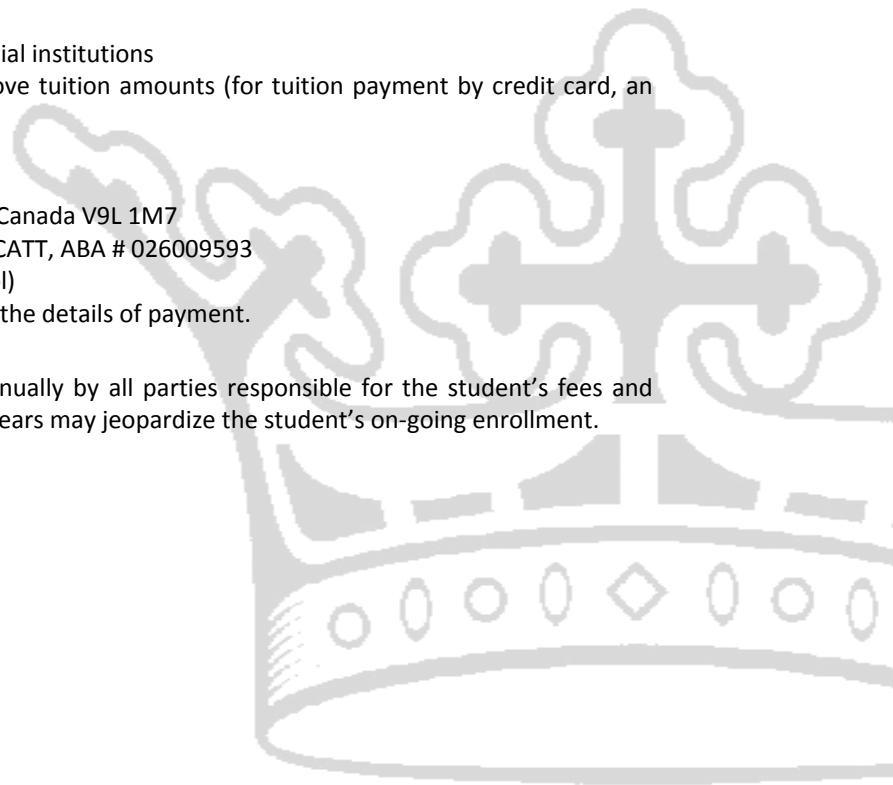 ial institutions
ove tuition amounts (for tuition payment by credit card, an
Canada V9L 1M7
CATT, ABA # 026009593
l)
the details of payment.
nually by all parties responsible for the student’s fees and
ears may jeopardize the student’s on-going enrollment.